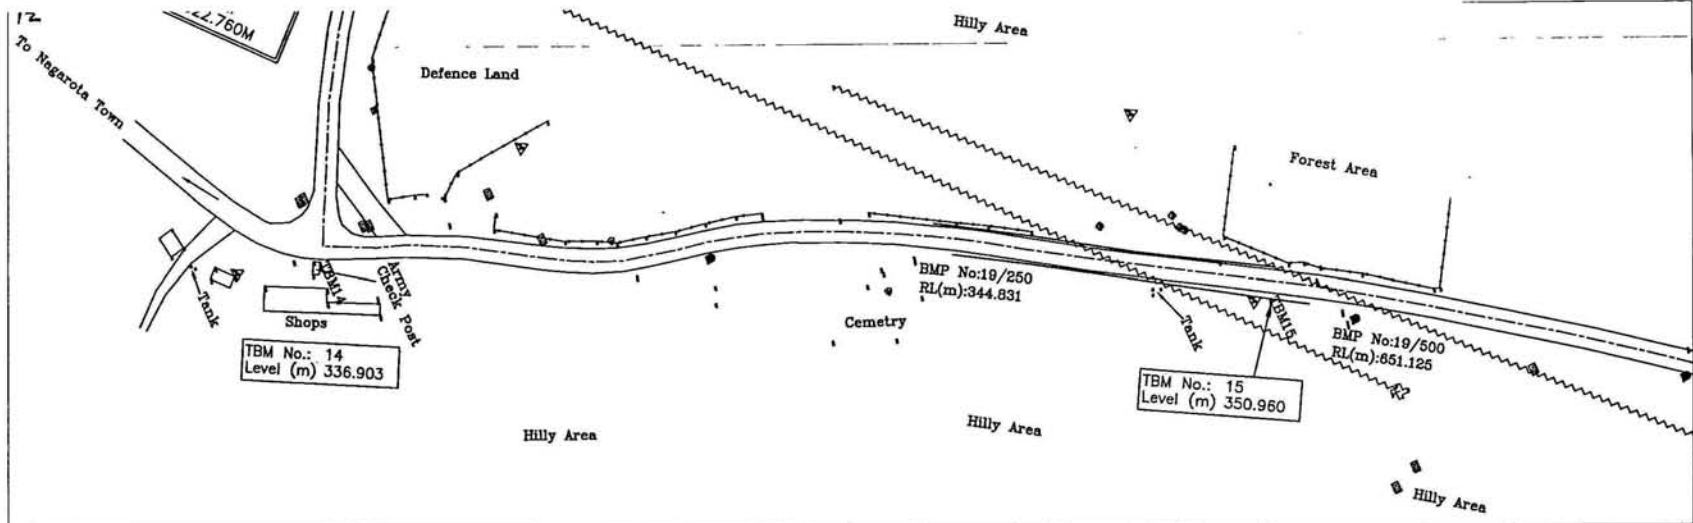 12
22.760M
To Nagarota Town
Defence Land
Hilly Area
Forest Area
TBM14
Army
Check Post
Tank
Shops
TBM No.: 14
Level (m) 336.903
BMP No:19/250
RL(m):344.831
Cemetry
Tank
TBM15
BMP No:19/500
RL(m):651.125
TBM No.: 15
Level (m) 350.960
Hilly Area
Hilly Area
Hilly Area